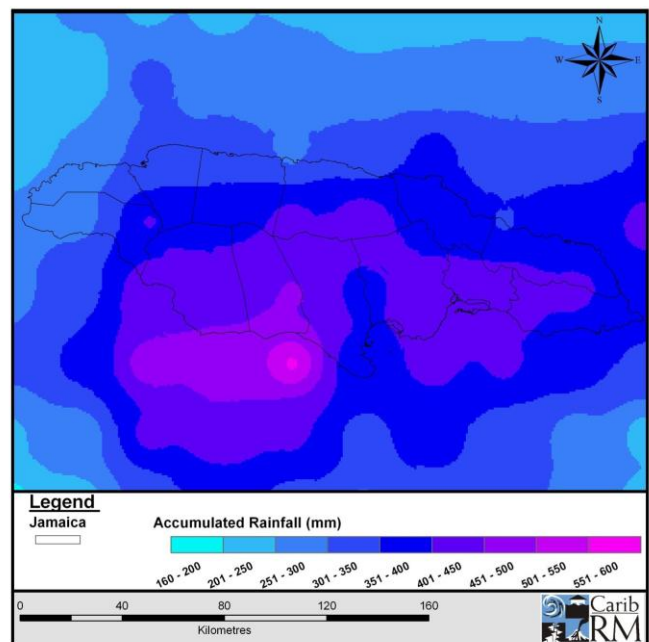 N
W E
S
Legend
Jamaica
Accumulated Rainfall (mm)
160 - 200
201 - 250
251 - 300
301 - 350
351 - 400
401 - 450
451 - 500
501 - 550
551 - 600
0 40 80 120 160
Kilometres
Carib
RM